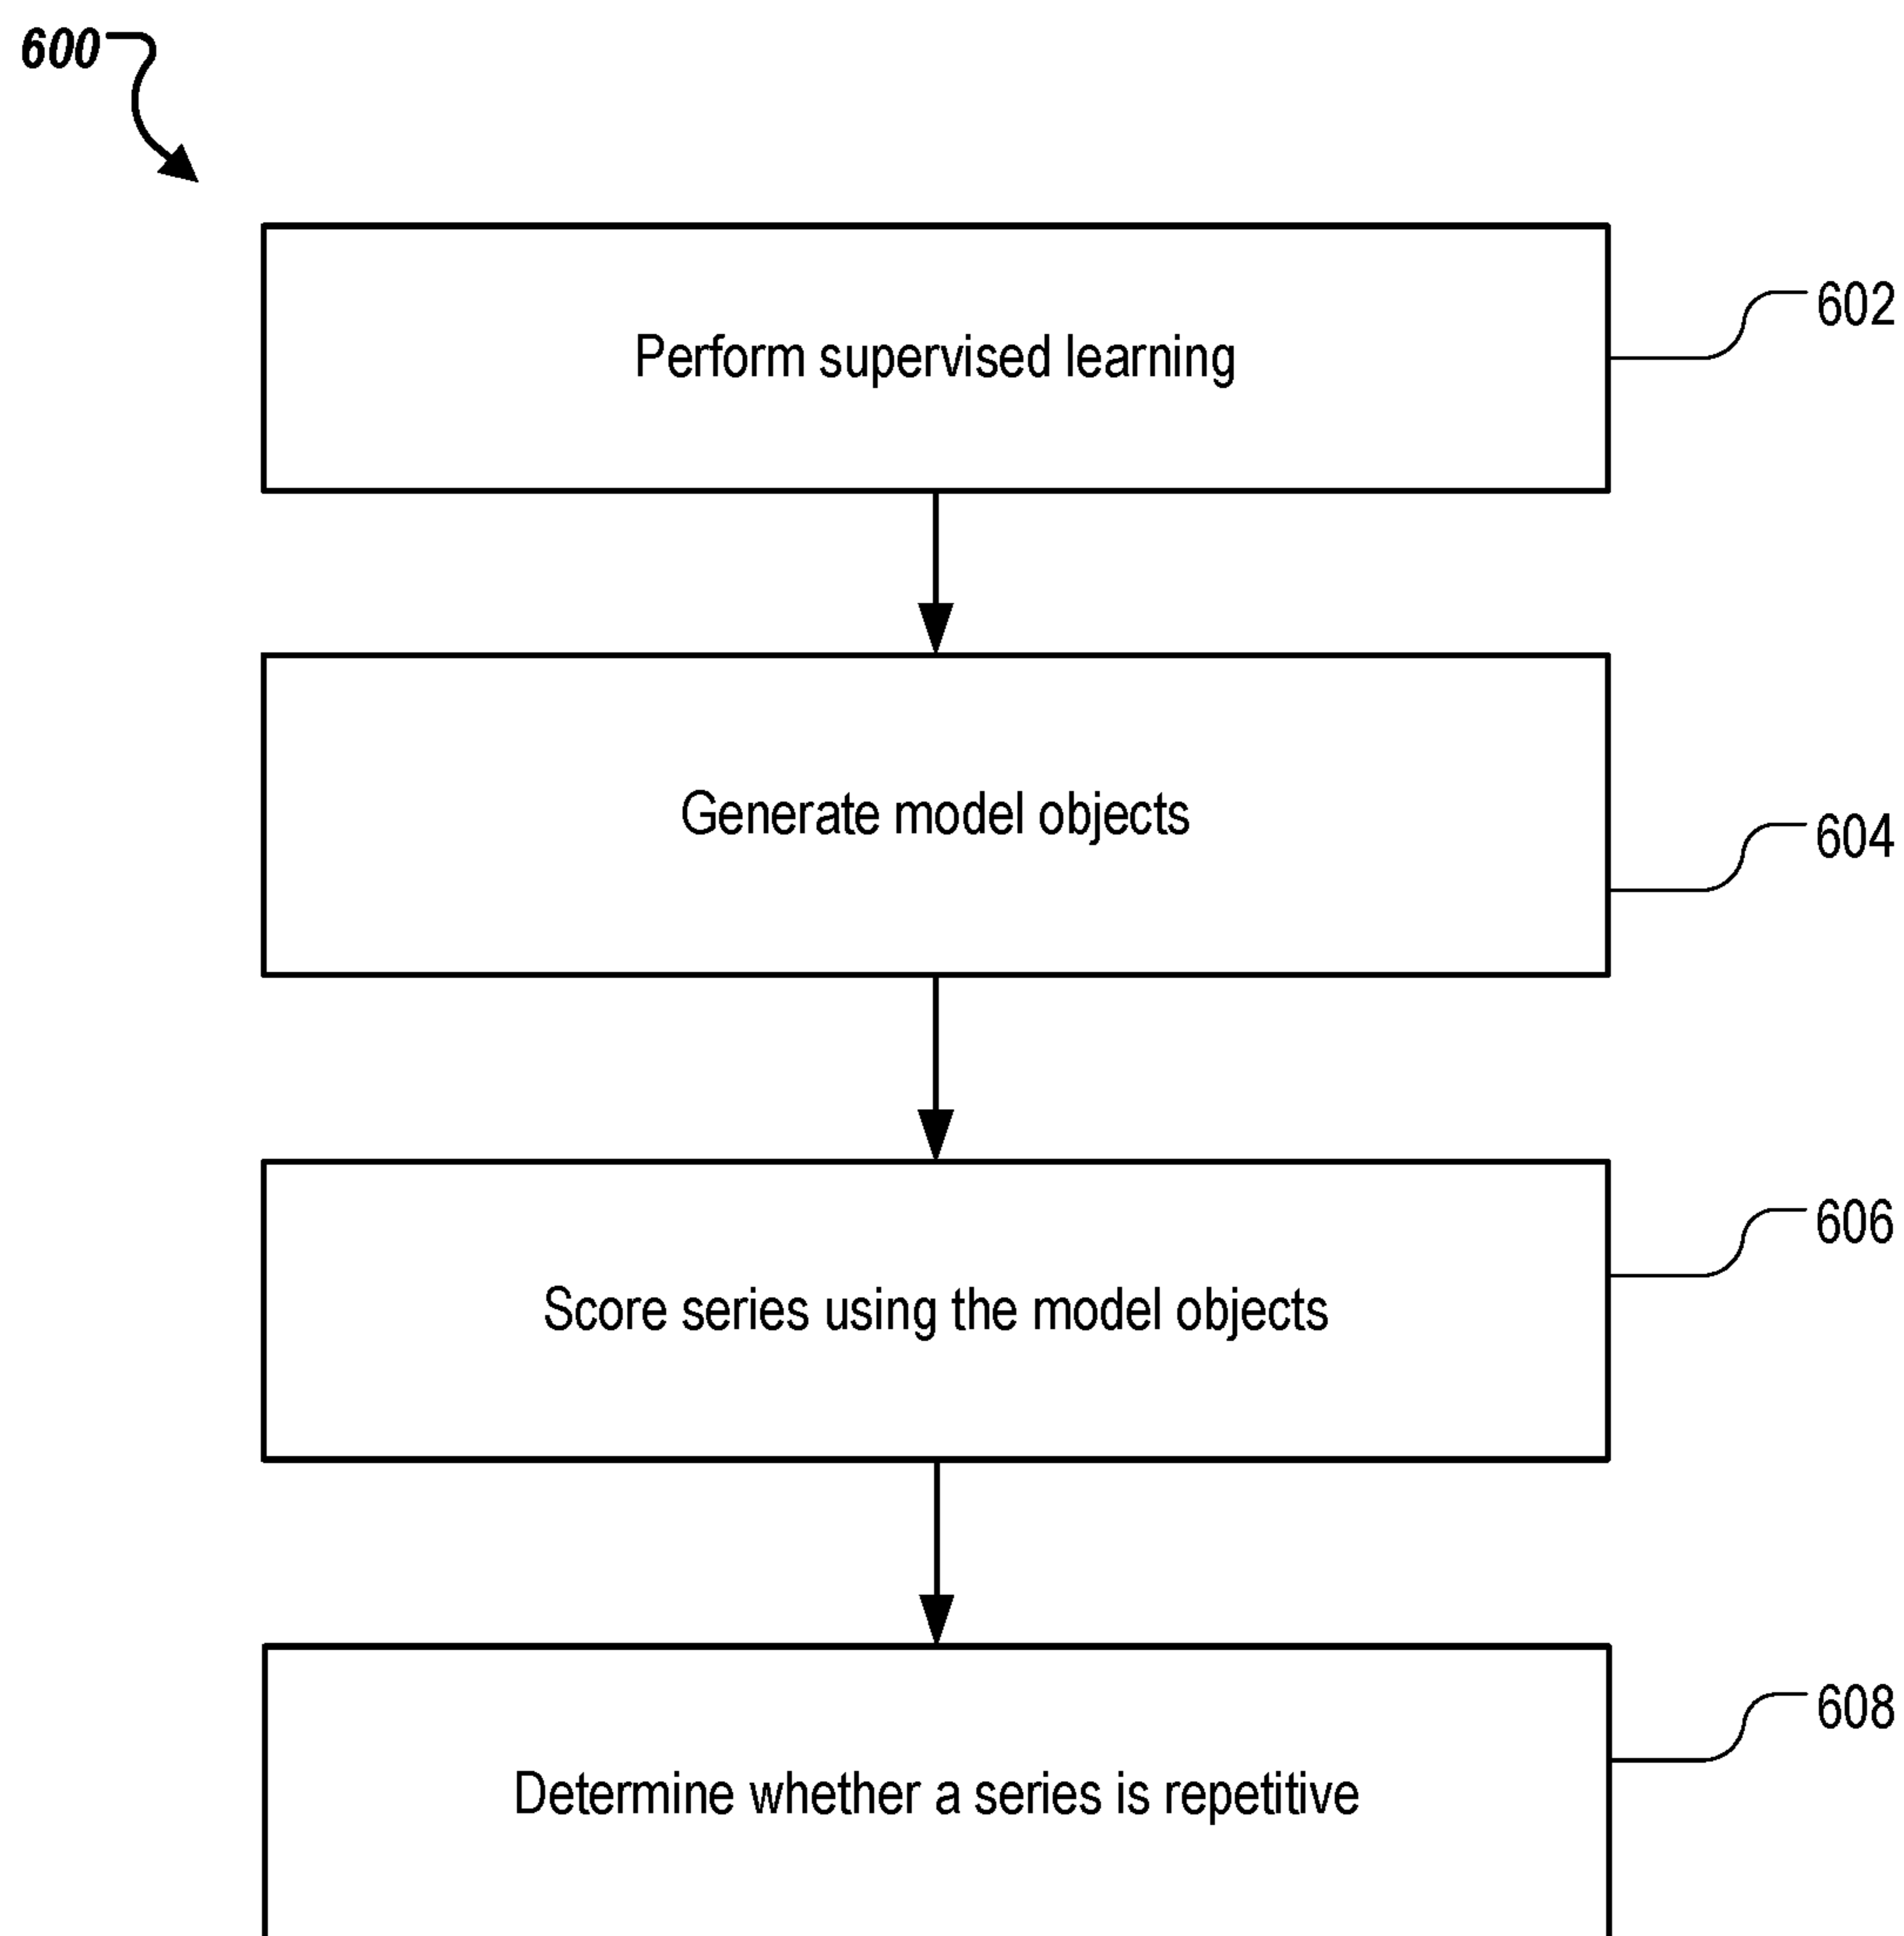 600
Perform supervised learning
602
Generate model objects
604
606
Score series using the model objects
608
Determine whether a series is repetitive